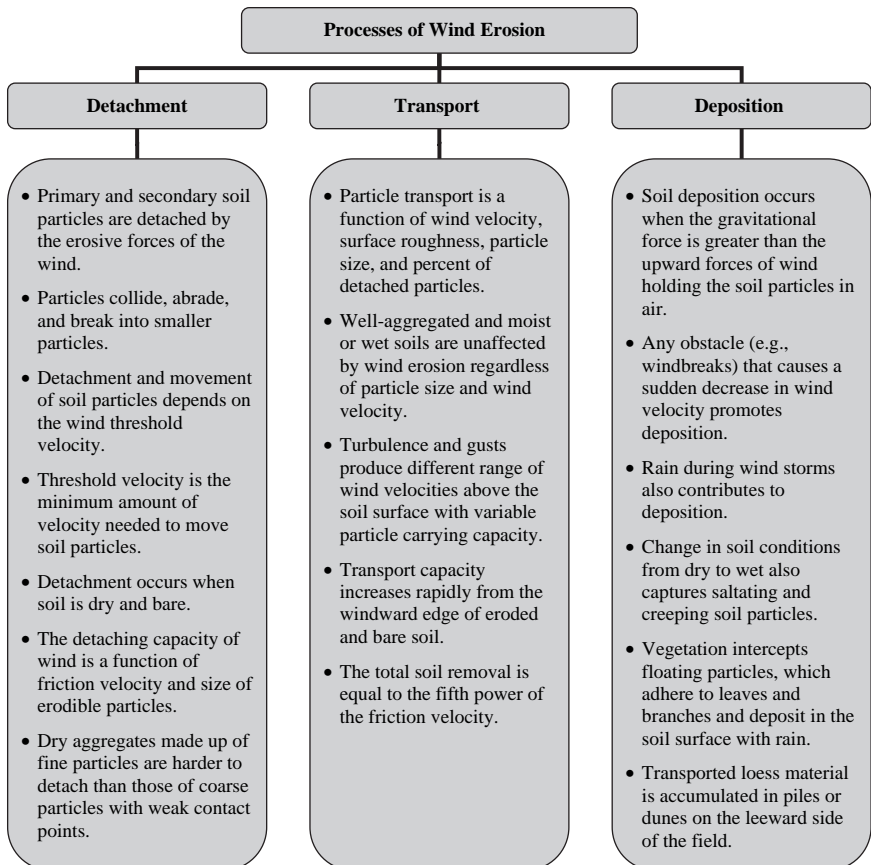 Processes of Wind Erosion
Detachment
Transport
Deposition
• Primary and secondary soil
particles are detached by
the erosive forces of the
wind.
• Particles collide, abrade,
and break into smaller
particles.
• Detachment and movement
of soil particles depends on
the wind threshold
velocity.
• Threshold velocity is the
minimum amount of
velocity needed to move
soil particles.
• Detachment occurs when
soil is dry and bare.
• The detaching capacity of
wind is a function of
friction velocity and size of
erodible particles.
• Dry aggregates made up of
fine particles are harder to
detach than those of coarse
particles with weak contact
points.
• Particle transport is a
function of wind velocity,
surface roughness, particle
size, and percent of
detached particles.
• Well-aggregated and moist
or wet soils are unaffected
by wind erosion regardless
of particle size and wind
velocity.
• Turbulence and gusts
produce different range of
wind velocities above the
soil surface with variable
particle carrying capacity.
• Transport capacity
increases rapidly from the
windward edge of eroded
and bare soil.
• The total soil removal is
equal to the fifth power of
the friction velocity.
• Soil deposition occurs
when the gravitational
force is greater than the
upward forces of wind
holding the soil particles in
air.
• Any obstacle (e.g.,
windbreaks) that causes a
sudden decrease in wind
velocity promotes
deposition.
• Rain during wind storms
also contributes to
deposition.
• Change in soil conditions
from dry to wet also
captures saltating and
creeping soil particles.
• Vegetation intercepts
floating particles, which
adhere to leaves and
branches and deposit in the
soil surface with rain.
• Transported loess material
is accumulated in piles or
dunes on the leeward side
of the field.